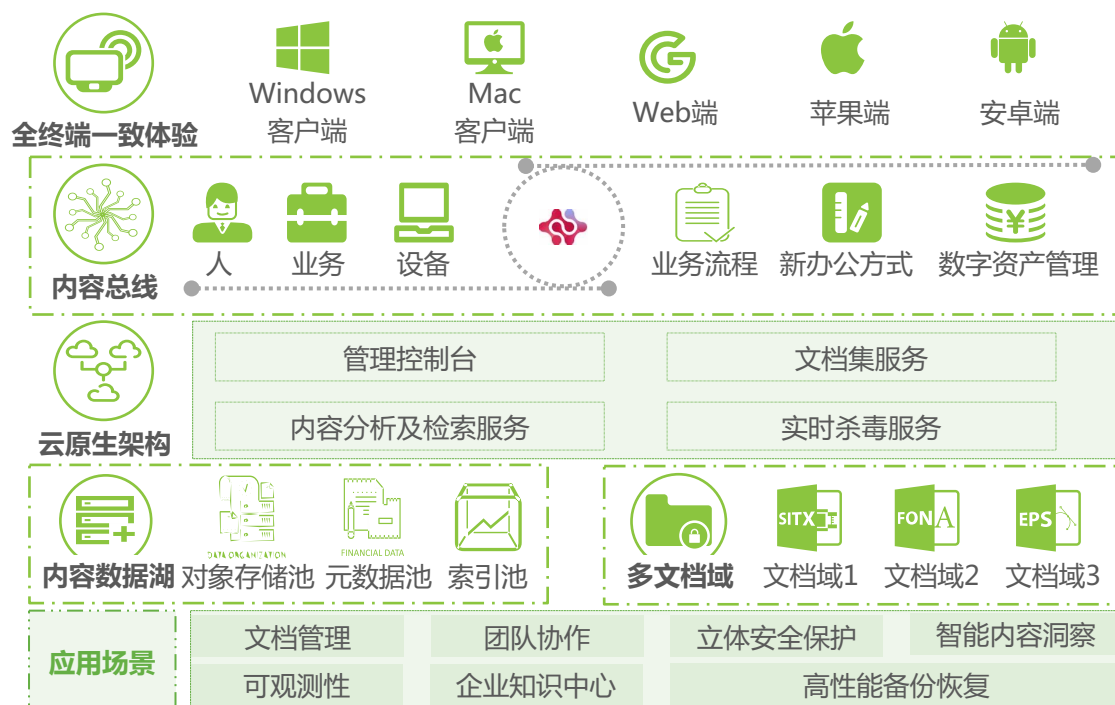 Windows
客户端
Mac
客户端
Web端
苹果端
安卓端
全终端一致体验
人
业务
设备
业务流程
新办公方式
数字资产管理
内容总线
管理控制台
文档集服务
内容分析及检索服务
实时杀毒服务
云原生架构
DATA ORGANIZATION
FINANCIAL DATA
SITX
FON A
EPS
内容数据湖
对象存储池
元数据池
索引池
多文档域
文档域1
文档域2
文档域3
应用场景
文档管理
团队协作
立体安全保护
智能内容洞察
可观测性
企业知识中心
高性能备份恢复